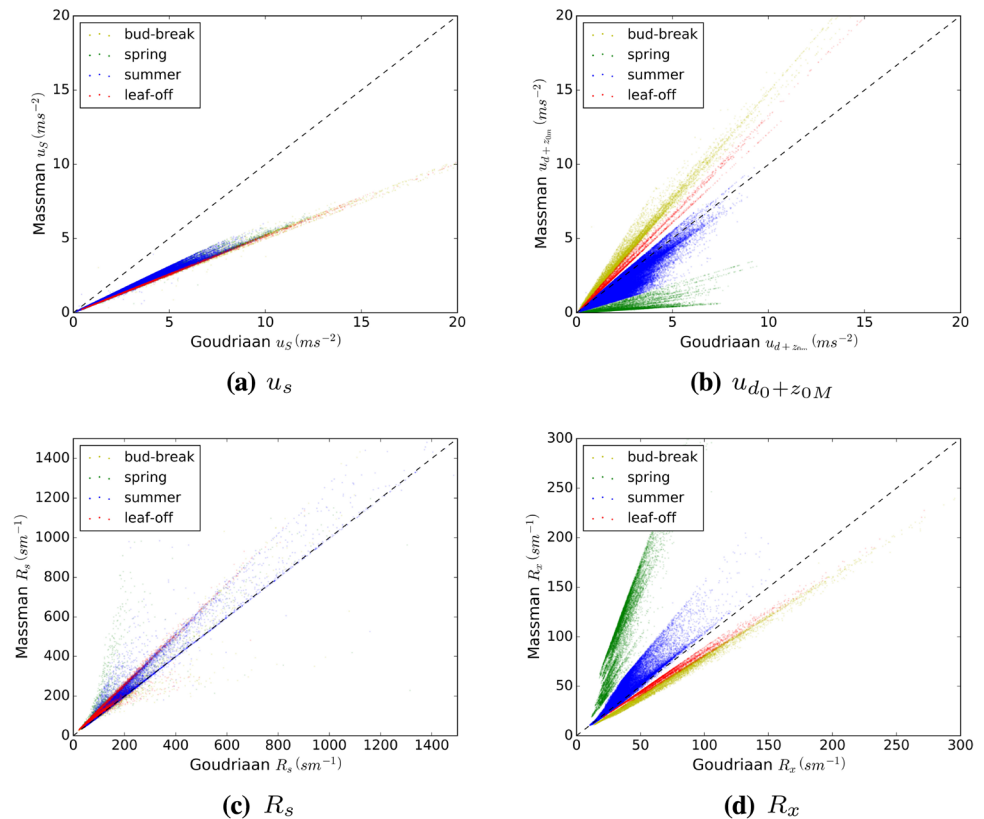 20
15
10
5
0
0 5 10 15 20
bud-break
spring
summer
leaf-off
Massman u_S (ms^{-2})
Goudriaan u_S (ms^{-2})
(a) u_s
20
15
10
5
0
0 5 10 15 20
bud-break
spring
summer
leaf-off
Massman u_{d+z_{0m}} (ms^{-2})
Goudriaan u_{d+z_{0m}} (ms^{-2})
(b) u_{d_0+z_{0M}}
1400
1200
1000
800
600
400
200
0
0 200 400 600 800 1000 1200 1400
bud-break
spring
summer
leaf-off
Massman R_s (sm^{-1})
Goudriaan R_s (sm^{-1})
(c) R_s
300
250
200
150
100
50
0
0 50 100 150 200 250 300
bud-break
spring
summer
leaf-off
Massman R_x (sm^{-1})
Goudriaan R_x (sm^{-1})
(d) R_x